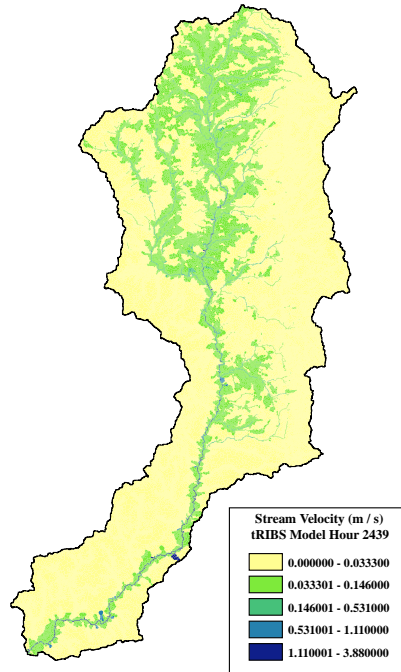 Stream Velocity (m / s)
tRIBS Model Hour 2439
0.000000 - 0.033300
0.033301 - 0.146000
0.146001 - 0.531000
0.531001 - 1.110000
1.110001 - 3.880000